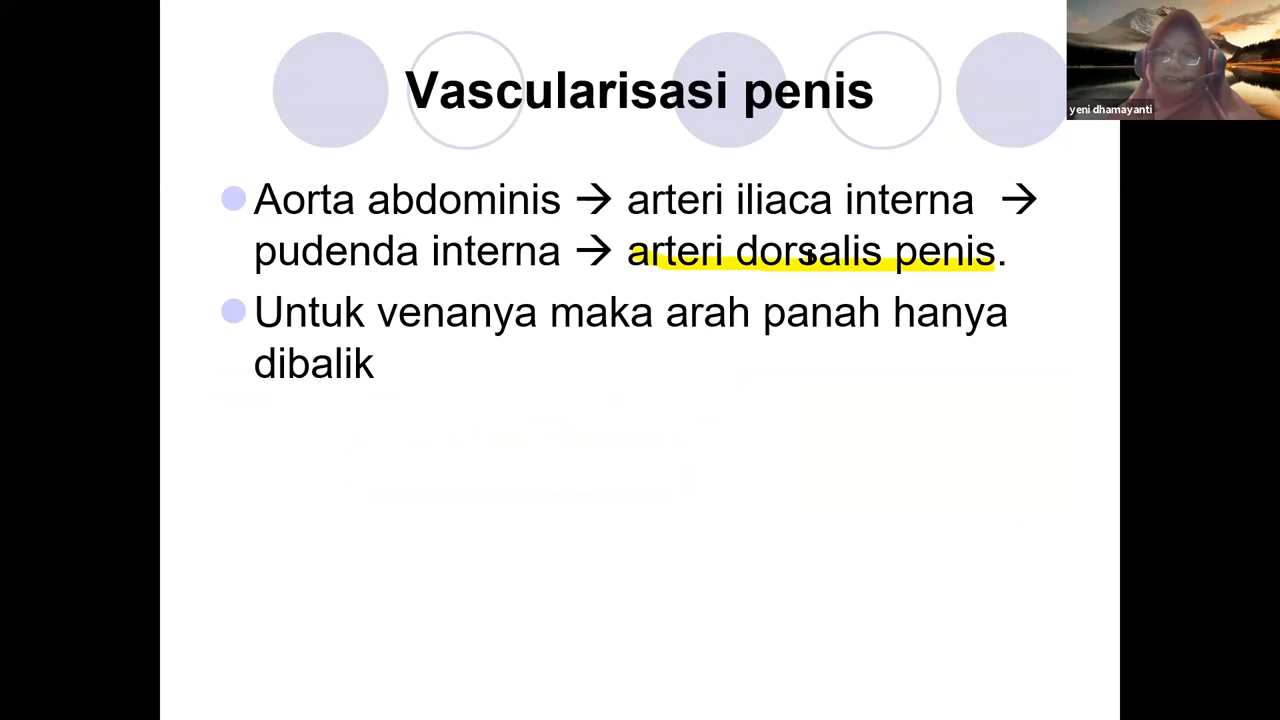 Vascularisasi penis
yeni dhamayanti
Aorta abdominis → arteri iliaca interna →
pudenda interna → arteri dorsalis penis.
Untuk venanya maka arah panah hanya
dibalik